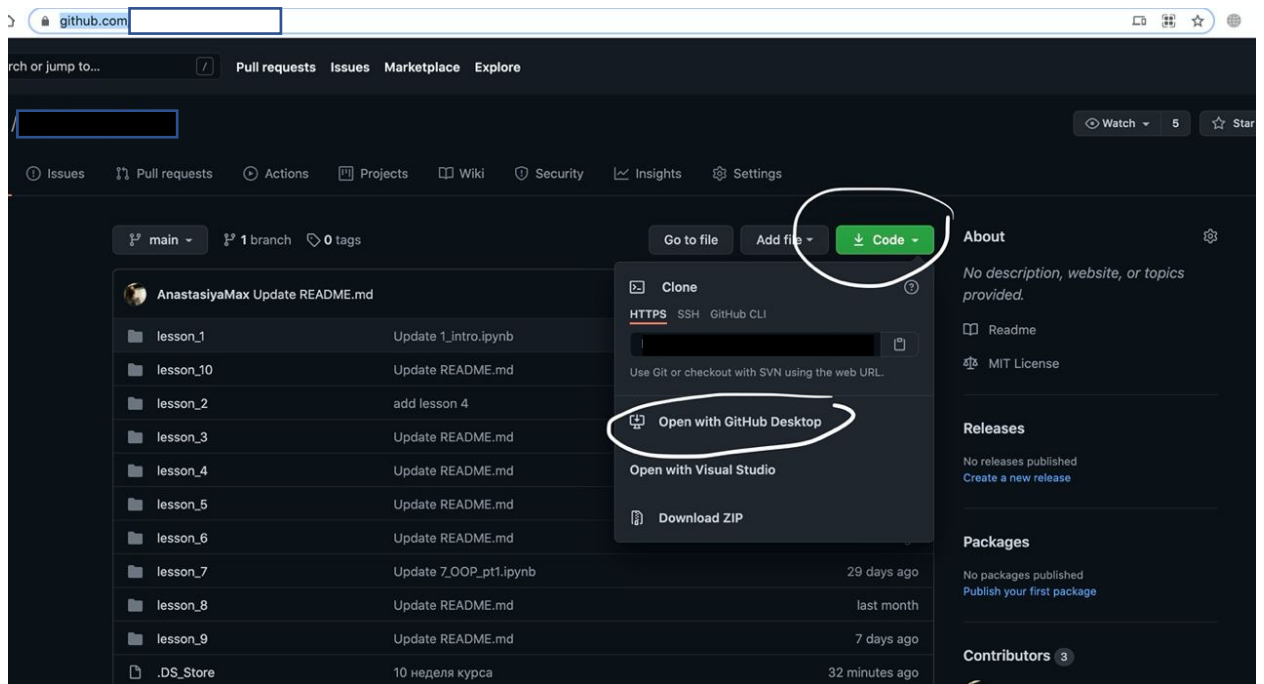 github.com
rch or jump to... /
Pull requests Issues Marketplace Explore
/
Watch 5 Star
Issues Pull requests Actions Projects Wiki Security Insights Settings
main 1 branch 0 tags
Go to file Add file Code
AnastasiyaMax Update README.md
lesson_1 Update 1_intro.ipynb
lesson_10 Update README.md
lesson_2 add lesson 4
lesson_3 Update README.md
lesson_4 Update README.md
lesson_5 Update README.md
lesson_6 Update README.md
lesson_7 Update 7_OOP_pt1.ipynb 29 days ago
lesson_8 Update README.md last month
lesson_9 Update README.md 7 days ago
.DS_Store 10 неделя курса 32 minutes ago
Clone
HTTPS SSH GitHub CLI
Use Git or checkout with SVN using the web URL.
Open with GitHub Desktop
Open with Visual Studio
Download ZIP
About
No description, website, or topics
provided.
Readme
MIT License
Releases
No releases published
Create a new release
Packages
No packages published
Publish your first package
Contributors 3